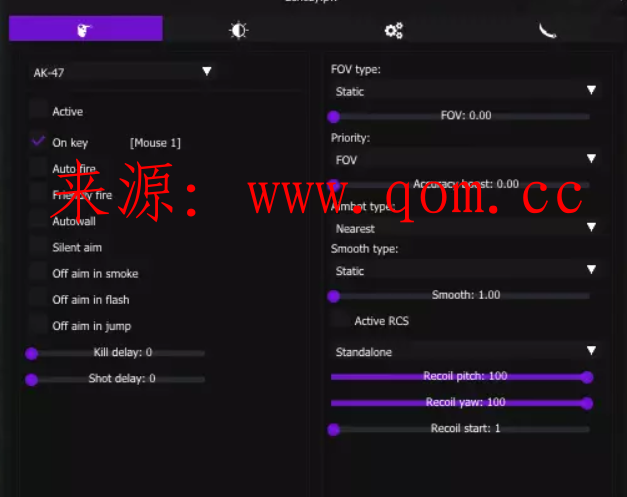 AK-47
Active
On key [Mouse 1]
Auto fire
Friendly fire
Autowall
Silent aim
Off aim in smoke
Off aim in flash
Off aim in jump
Kill delay: 0
Shot delay: 0
FOV type:
Static
FOV: 0.00
Priority:
FOV
Accuracy boost: 0.00
Aimbot type:
Nearest
Smooth type:
Static
Smooth: 1.00
Active RCS
Standalone
Recoil pitch: 100
Recoil yaw: 100
Recoil start: 1
来源: www.qom.cc